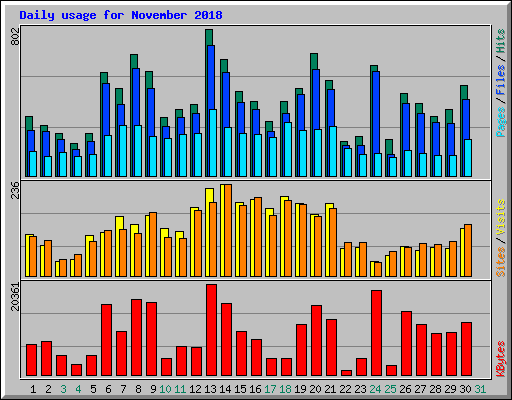 Daily usage for November 2018
802
Pages / Files / Hits
236
Sites / Visits
20361
KBytes
1 2 3 4 5 6 7 8 9 10 11 12 13 14 15 16 17 18 19 20 21 22 23 24 25 26 27 28 29 30 31